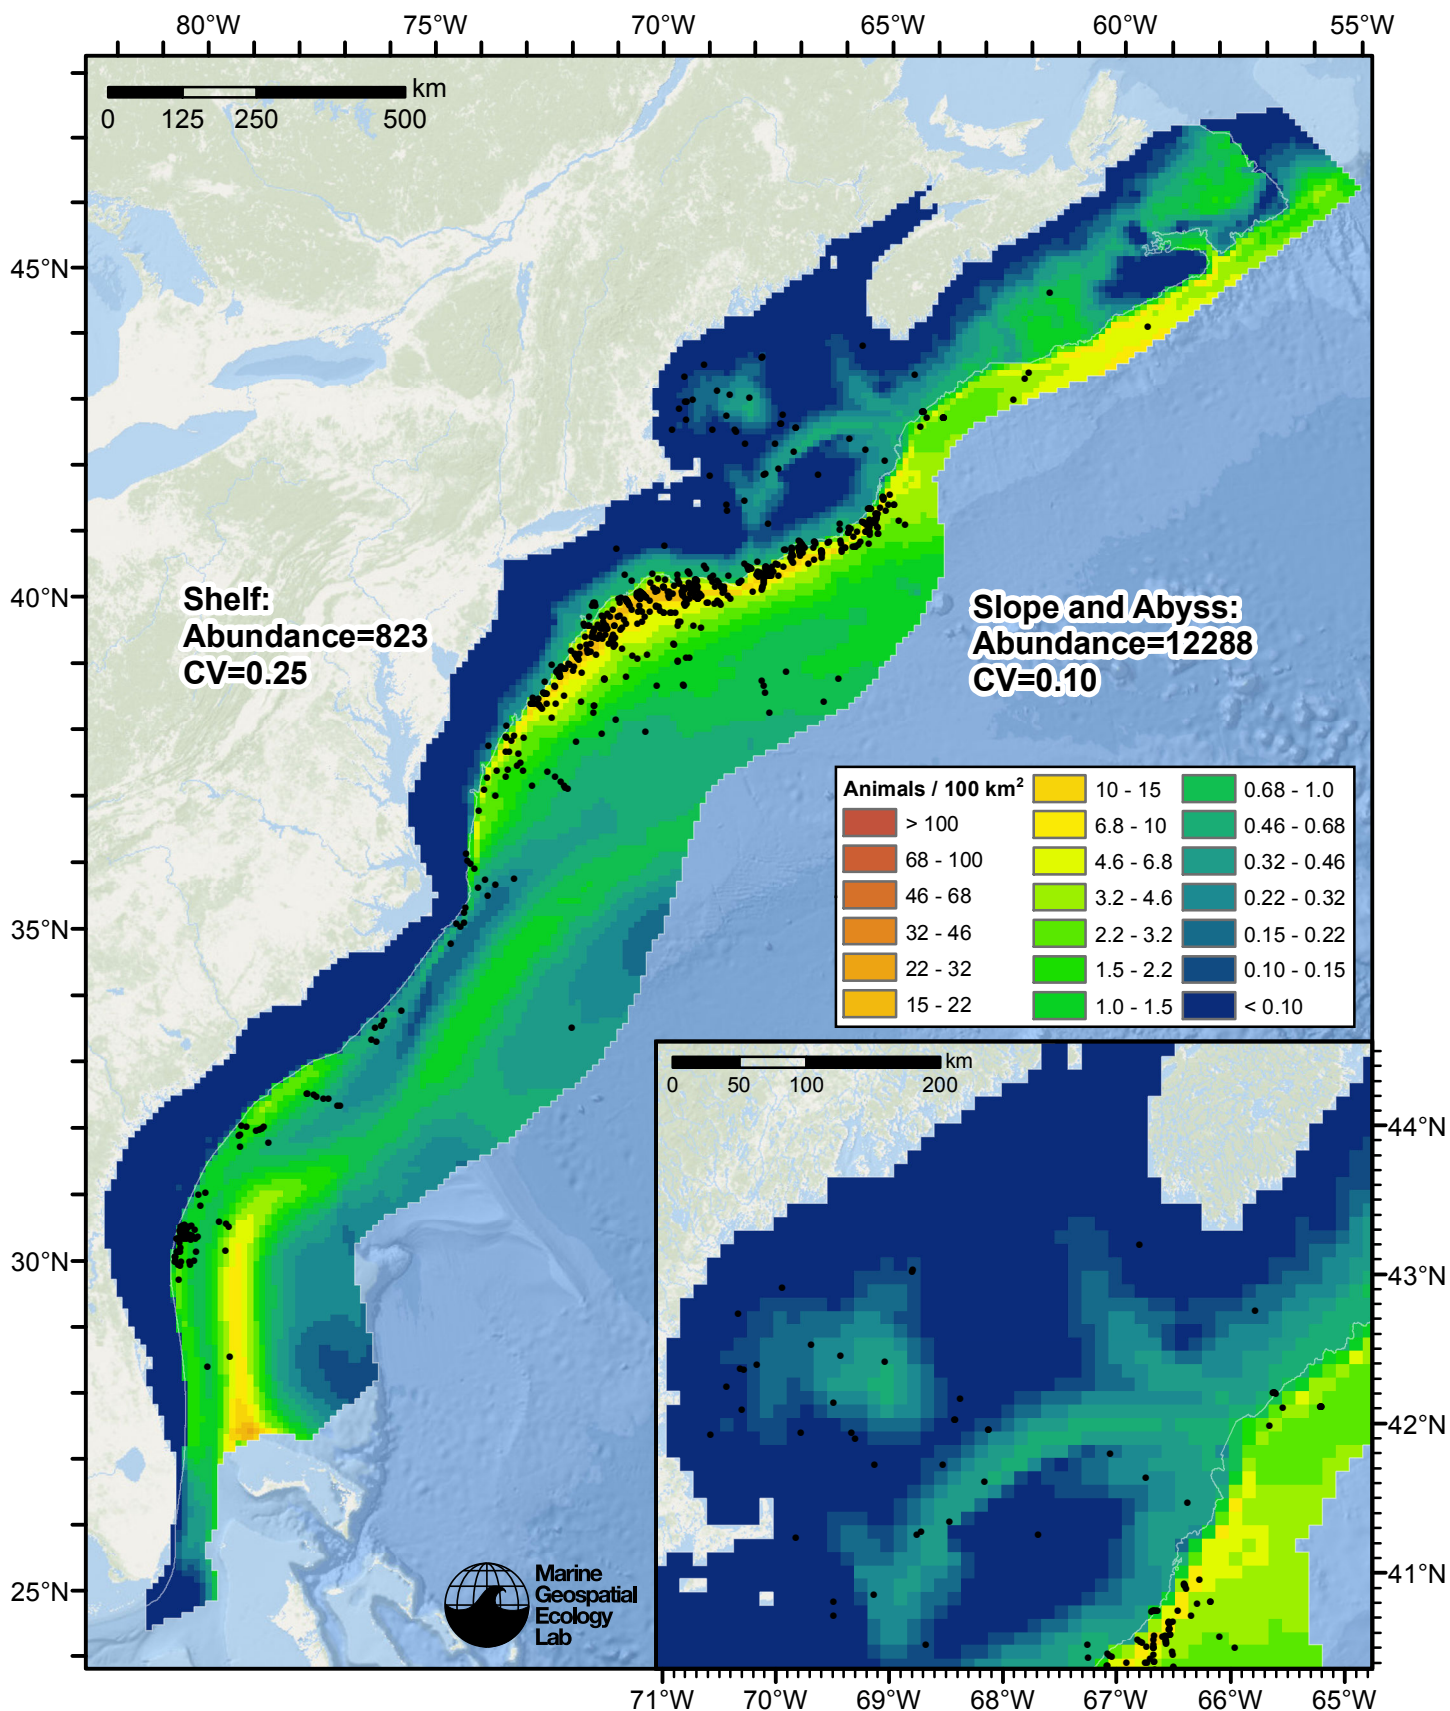 80°W 75°W 70°W 65°W 60°W 55°W
km
0 125 250 500
45°N
40°N
35°N
30°N
25°N
Shelf:
Abundance=823
CV=0.25
Slope and Abyss:
Abundance=12288
CV=0.10
Animals / 100 km²
> 100
68 - 100
46 - 68
32 - 46
22 - 32
15 - 22
10 - 15
6.8 - 10
4.6 - 6.8
3.2 - 4.6
2.2 - 3.2
1.5 - 2.2
1.0 - 1.5
0.68 - 1.0
0.46 - 0.68
0.32 - 0.46
0.22 - 0.32
0.15 - 0.22
0.10 - 0.15
< 0.10
km
0 50 100 200
44°N
43°N
42°N
41°N
Marine
Geospatial
Ecology
Lab
71°W 70°W 69°W 68°W 67°W 66°W 65°W